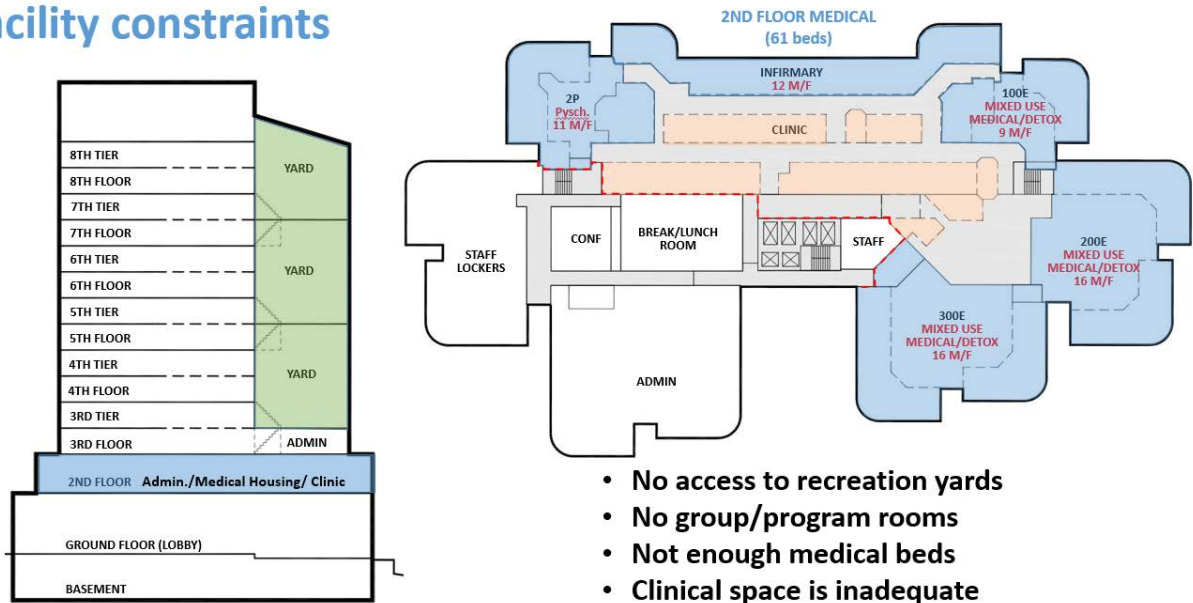 acility constraints
8TH TIER
8TH FLOOR
7TH TIER
7TH FLOOR
6TH TIER
6TH FLOOR
5TH TIER
5TH FLOOR
4TH TIER
4TH FLOOR
3RD TIER
3RD FLOOR
YARD
YARD
YARD
ADMIN
2ND FLOOR Admin./Medical Housing/ Clinic
GROUND FLOOR (LOBBY)
BASEMENT
2ND FLOOR MEDICAL
(61 beds)
INFIRMARY
12 M/F
2P
Pysch.
11 M/F
100E
MIXED USE
MEDICAL/DETOX
9 M/F
CLINIC
STAFF
LOCKERS
CONF
BREAK/LUNCH
ROOM
STAFF
200E
MIXED USE
MEDICAL/DETOX
16 M/F
300E
MIXED USE
MEDICAL/DETOX
16 M/F
ADMIN
• No access to recreation yards
• No group/program rooms
• Not enough medical beds
• Clinical space is inadequate